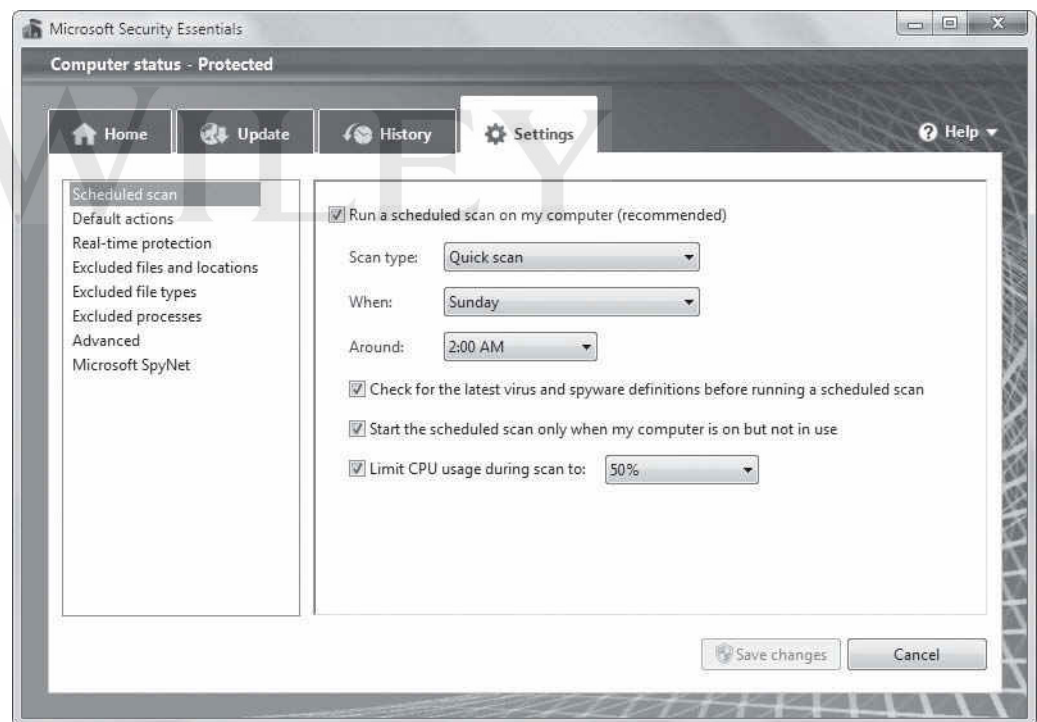 Microsoft Security Essentials
Computer status - Protected
Home
Update
History
Settings
Help
WILEY
Scheduled scan
Default actions
Real-time protection
Excluded files and locations
Excluded file types
Excluded processes
Advanced
Microsoft SpyNet
Run a scheduled scan on my computer (recommended)
Scan type: Quick scan
When: Sunday
Around: 2:00 AM
Check for the latest virus and spyware definitions before running a scheduled scan
Start the scheduled scan only when my computer is on but not in use
Limit CPU usage during scan to: 50%
Save changes
Cancel